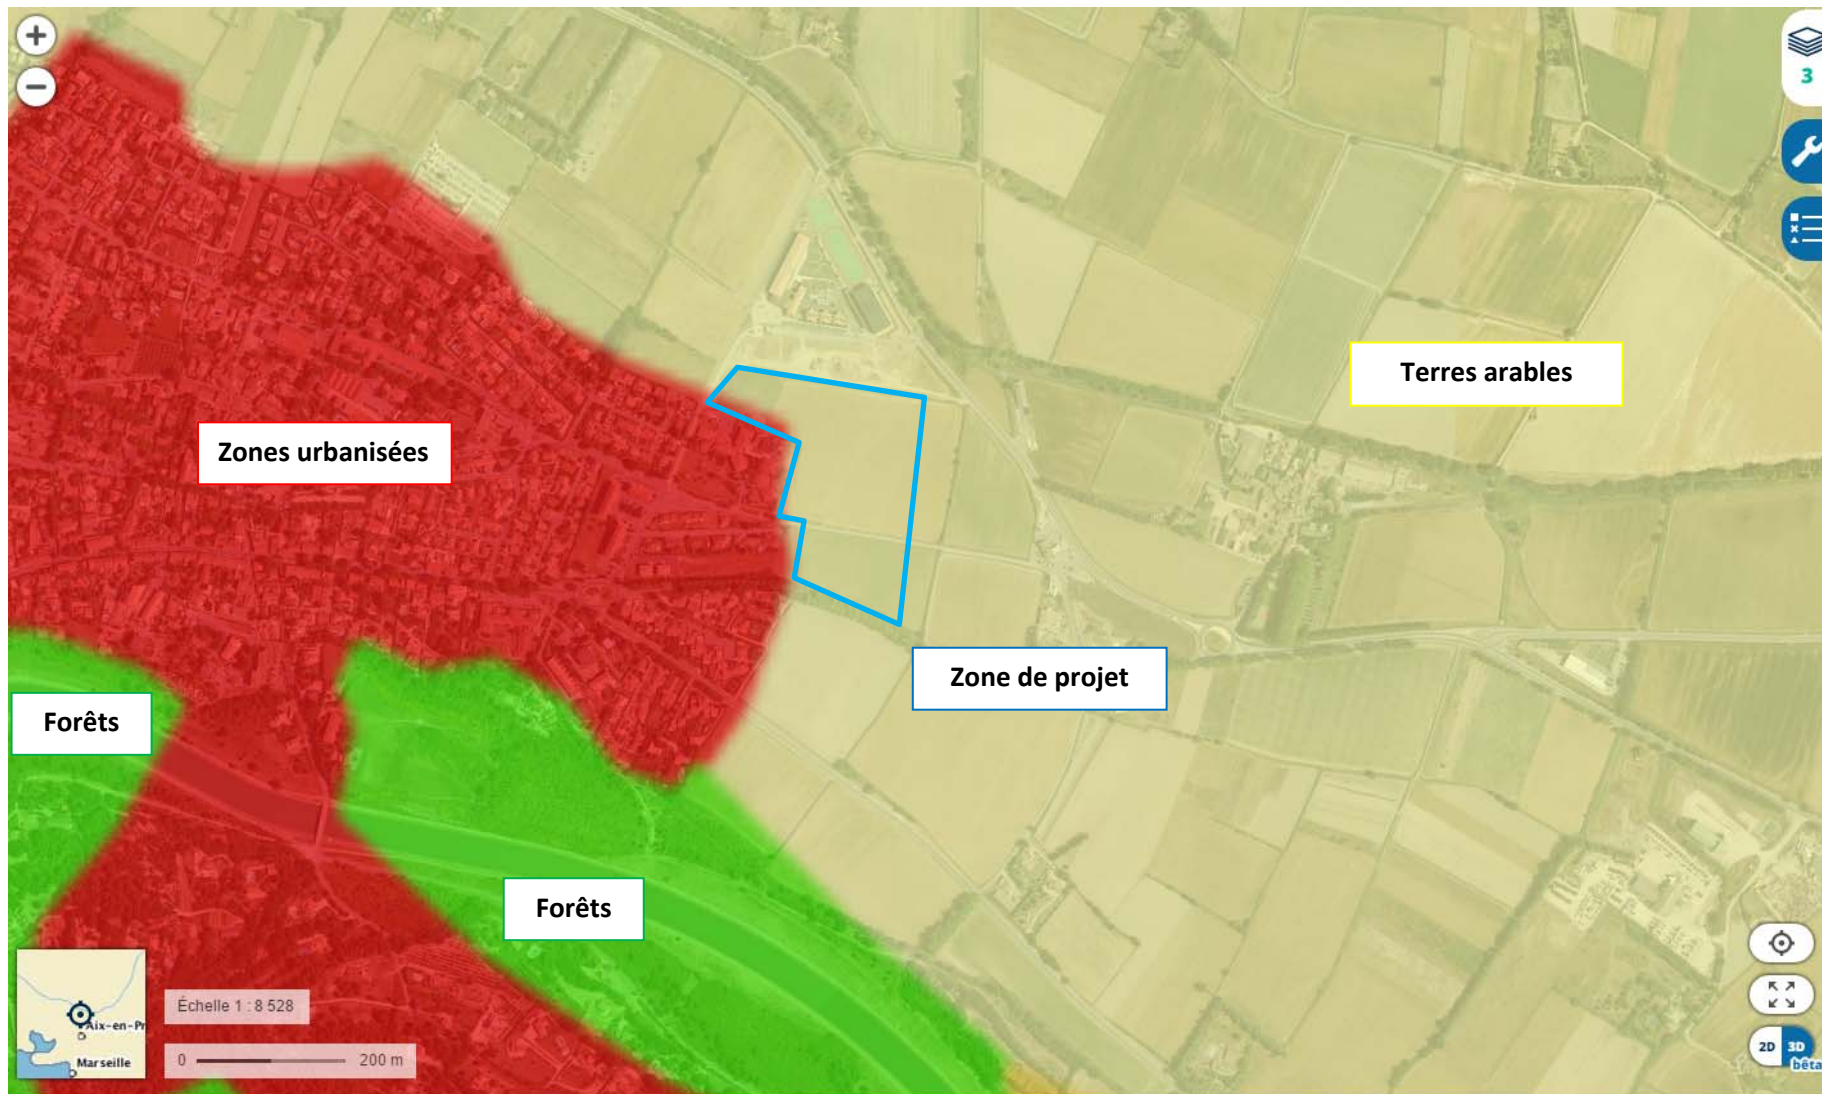 3
Terres arables
Zones urbanisées
Zone de projet
Forêts
Forêts
Aix-en-Pr
Marseille
Échelle 1 : 8 528
0 200 m
2D 3D
bêta